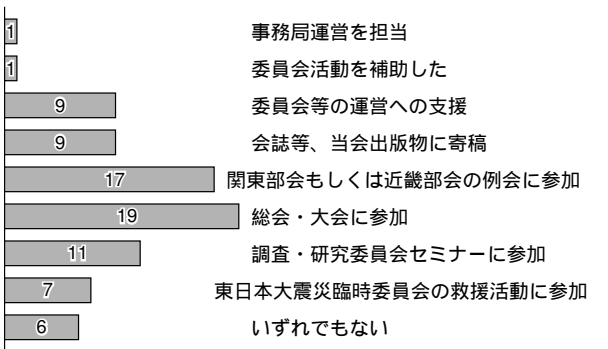 1 事務局運営を担当
1 委員会活動を補助した
9 委員会等の運営への支援
9 会誌等、当会出版物に寄稿
17 関東部会もしくは近畿部会の例会に参加
19 総会・大会に参加
11 調査・研究委員会セミナーに参加
7 東日本大震災臨時委員会の救援活動に参加
6 いずれでもない